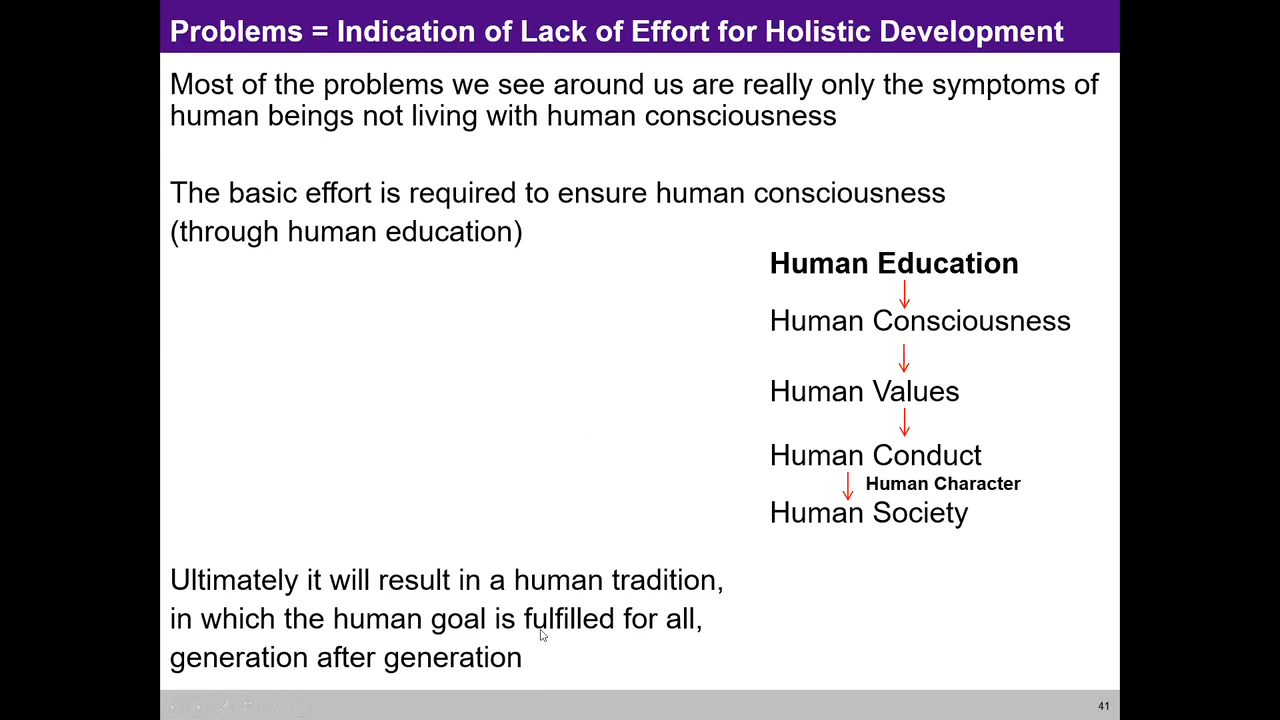 Problems = Indication of Lack of Effort for Holistic Development
Most of the problems we see around us are really only the symptoms of
human beings not living with human consciousness
The basic effort is required to ensure human consciousness
(through human education)
Human Education
Human Consciousness
Human Values
Human Conduct
Human Character
Human Society
Ultimately it will result in a human tradition,
in which the human goal is fulfilled for all,
generation after generation
41